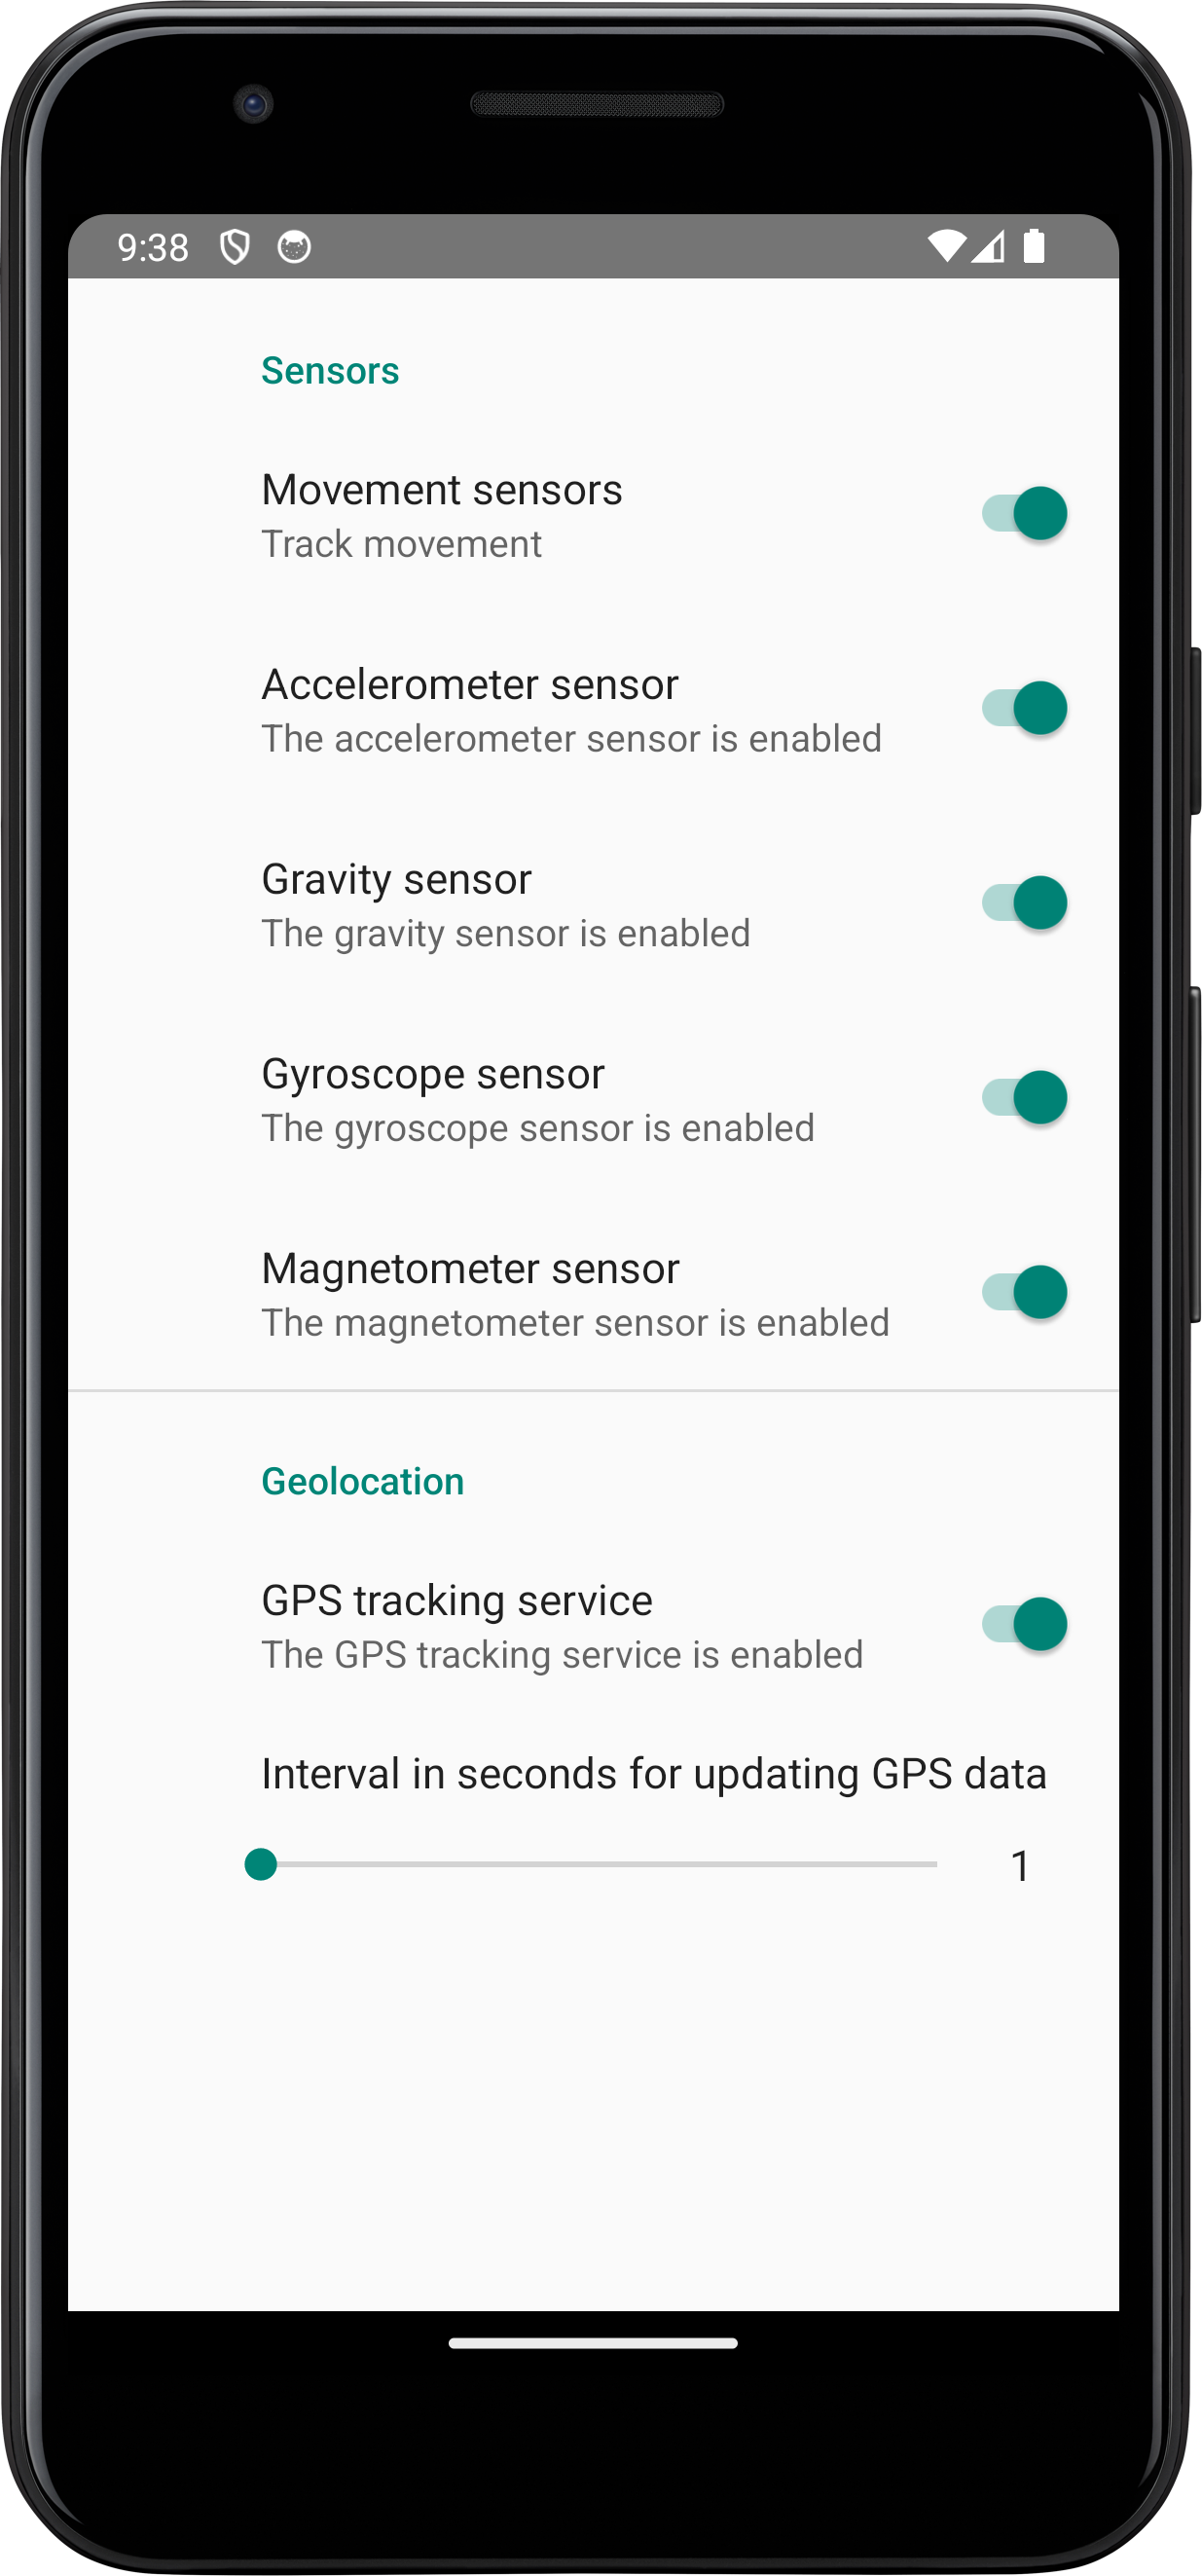 9:38
Sensors
Movement sensors
Track movement
Accelerometer sensor
The accelerometer sensor is enabled
Gravity sensor
The gravity sensor is enabled
Gyroscope sensor
The gyroscope sensor is enabled
Magnetometer sensor
The magnetometer sensor is enabled
Geolocation
GPS tracking service
The GPS tracking service is enabled
Interval in seconds for updating GPS data
1